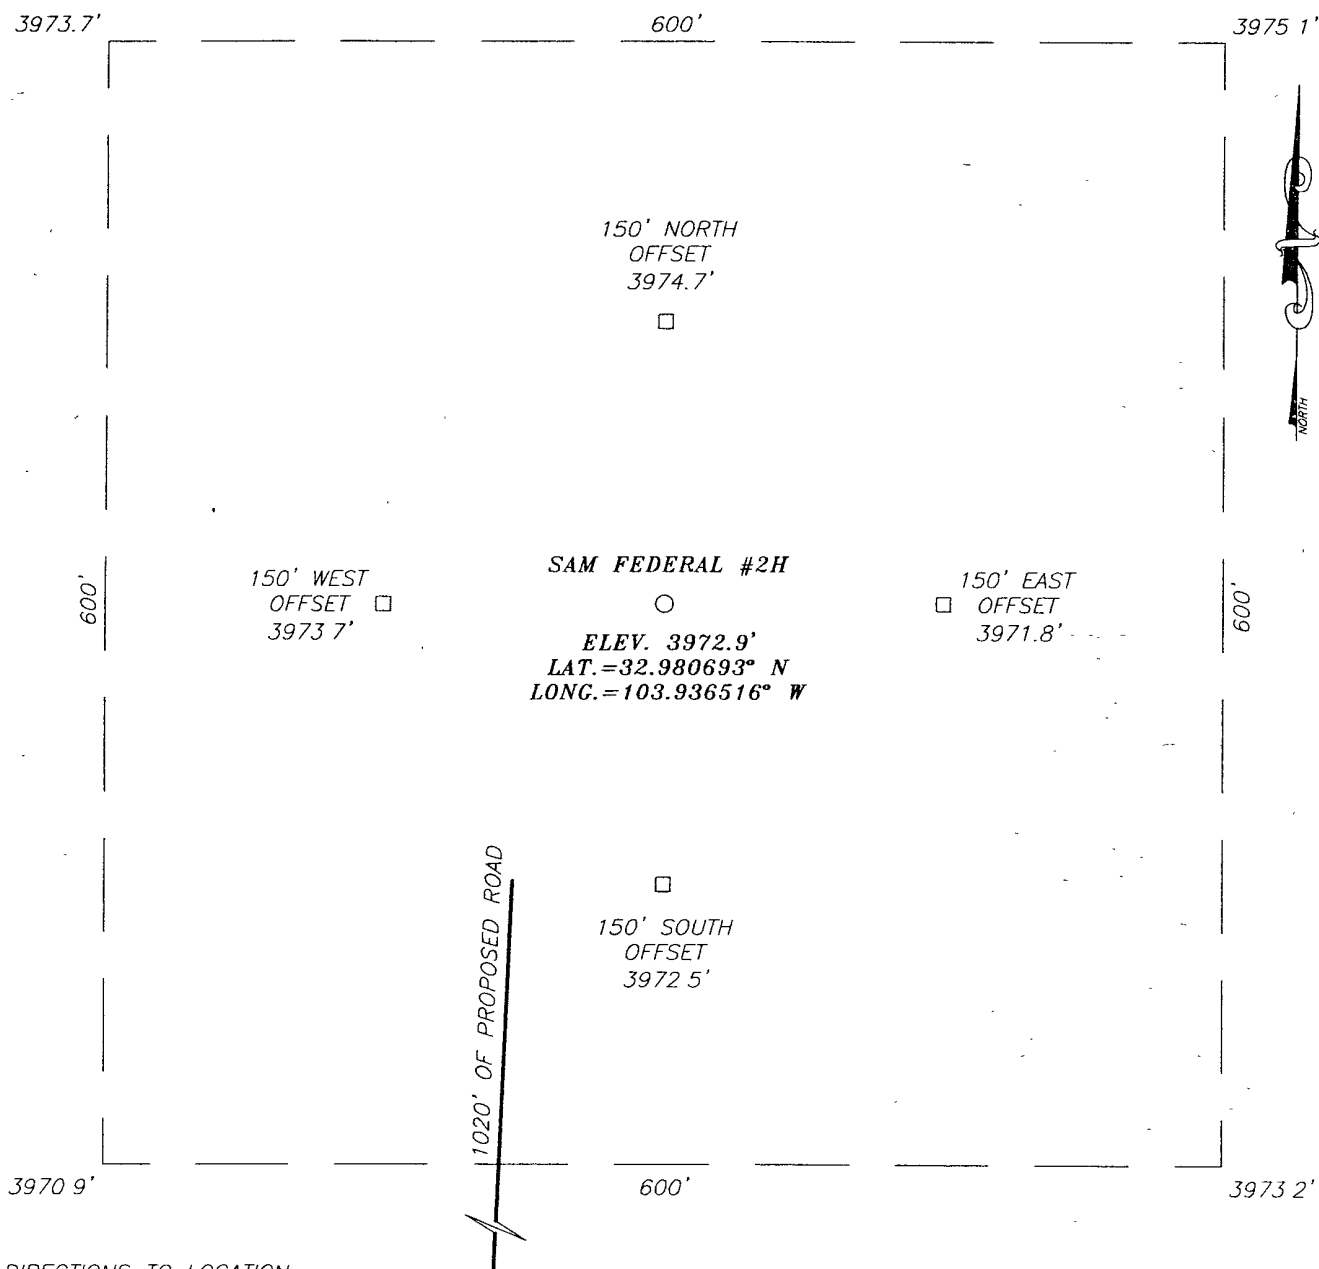 3973.7'
600'
3975 1'
150' NORTH
OFFSET
3974.7'
NORTH
600'
150' WEST
OFFSET
3973 7'
SAM FEDERAL #2H
ELEV. 3972.9'
LAT.=32.980693° N
LONG.=103.936516° W
150' EAST
OFFSET
3971.8'
600'
150' SOUTH
OFFSET
3972 5'
1020' OF PROPOSED ROAD
3970 9'
600'
3973 2'
DIRECTIONS TO LOCATION